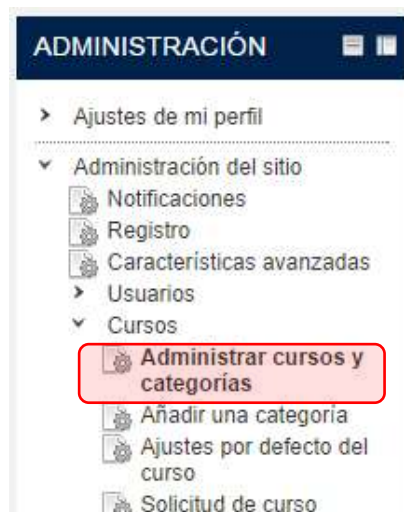 ADMINISTRACIÓN
Ajustes de mi perfil
Administración del sitio
Notificaciones
Registro
Características avanzadas
Usuarios
Cursos
Administrar cursos y
categorías
Añadir una categoría
Ajustes por defecto del
curso
Solicitud de curso